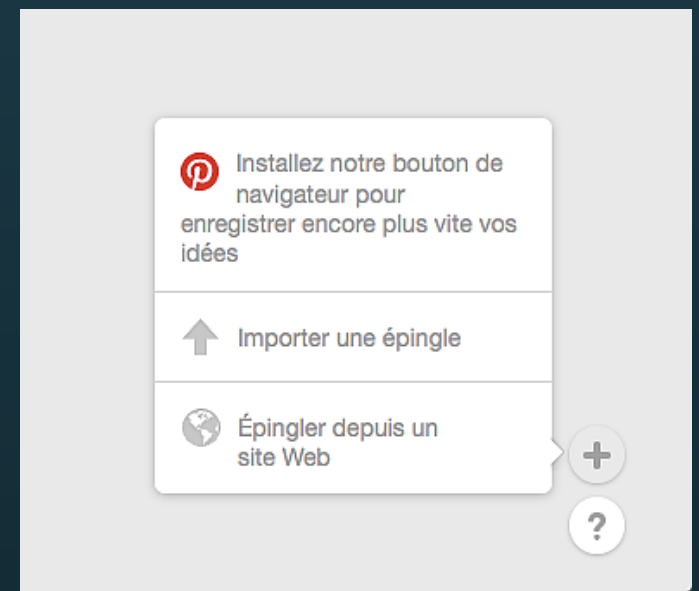 Installez notre bouton de
navigateur pour
enregistrer encore plus vite vos
idées
Importer une épingle
Épingler depuis un
site Web
+
?